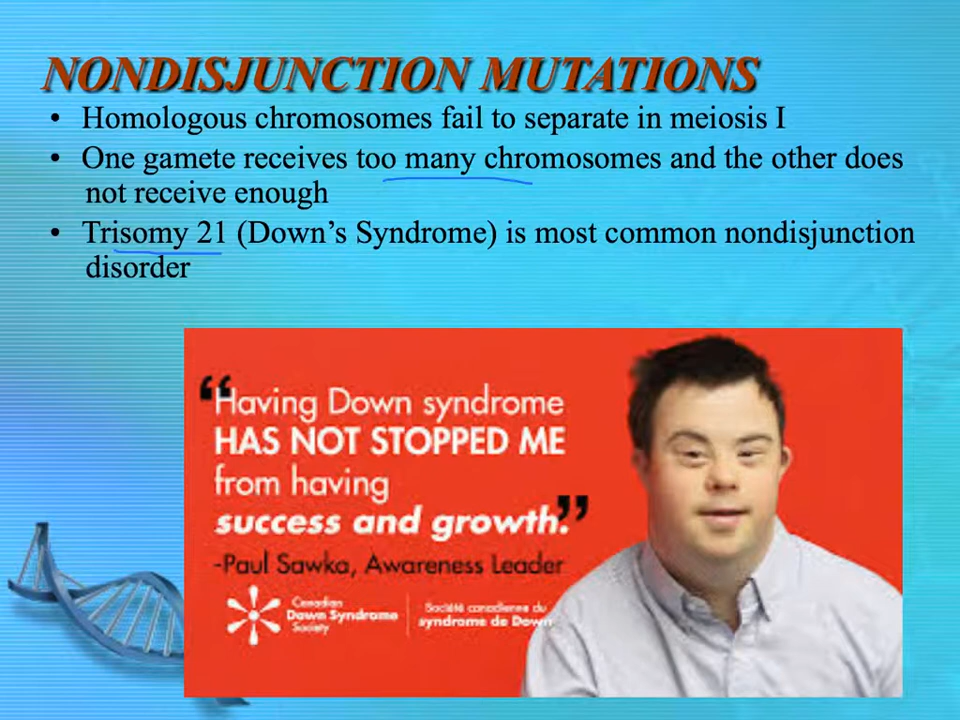 NONDISJUNCTION MUTATIONS
• Homologous chromosomes fail to separate in meiosis I
• One gamete receives too many chromosomes and the other does
not receive enough
• Trisomy 21 (Down’s Syndrome) is most common nondisjunction
disorder
“Having Down syndrome
HAS NOT STOPPED ME
from having
success and growth.”
-Paul Sawka, Awareness Leader
Canadian
Down Syndrome
Society
Société canadienne du
syndrome de Down